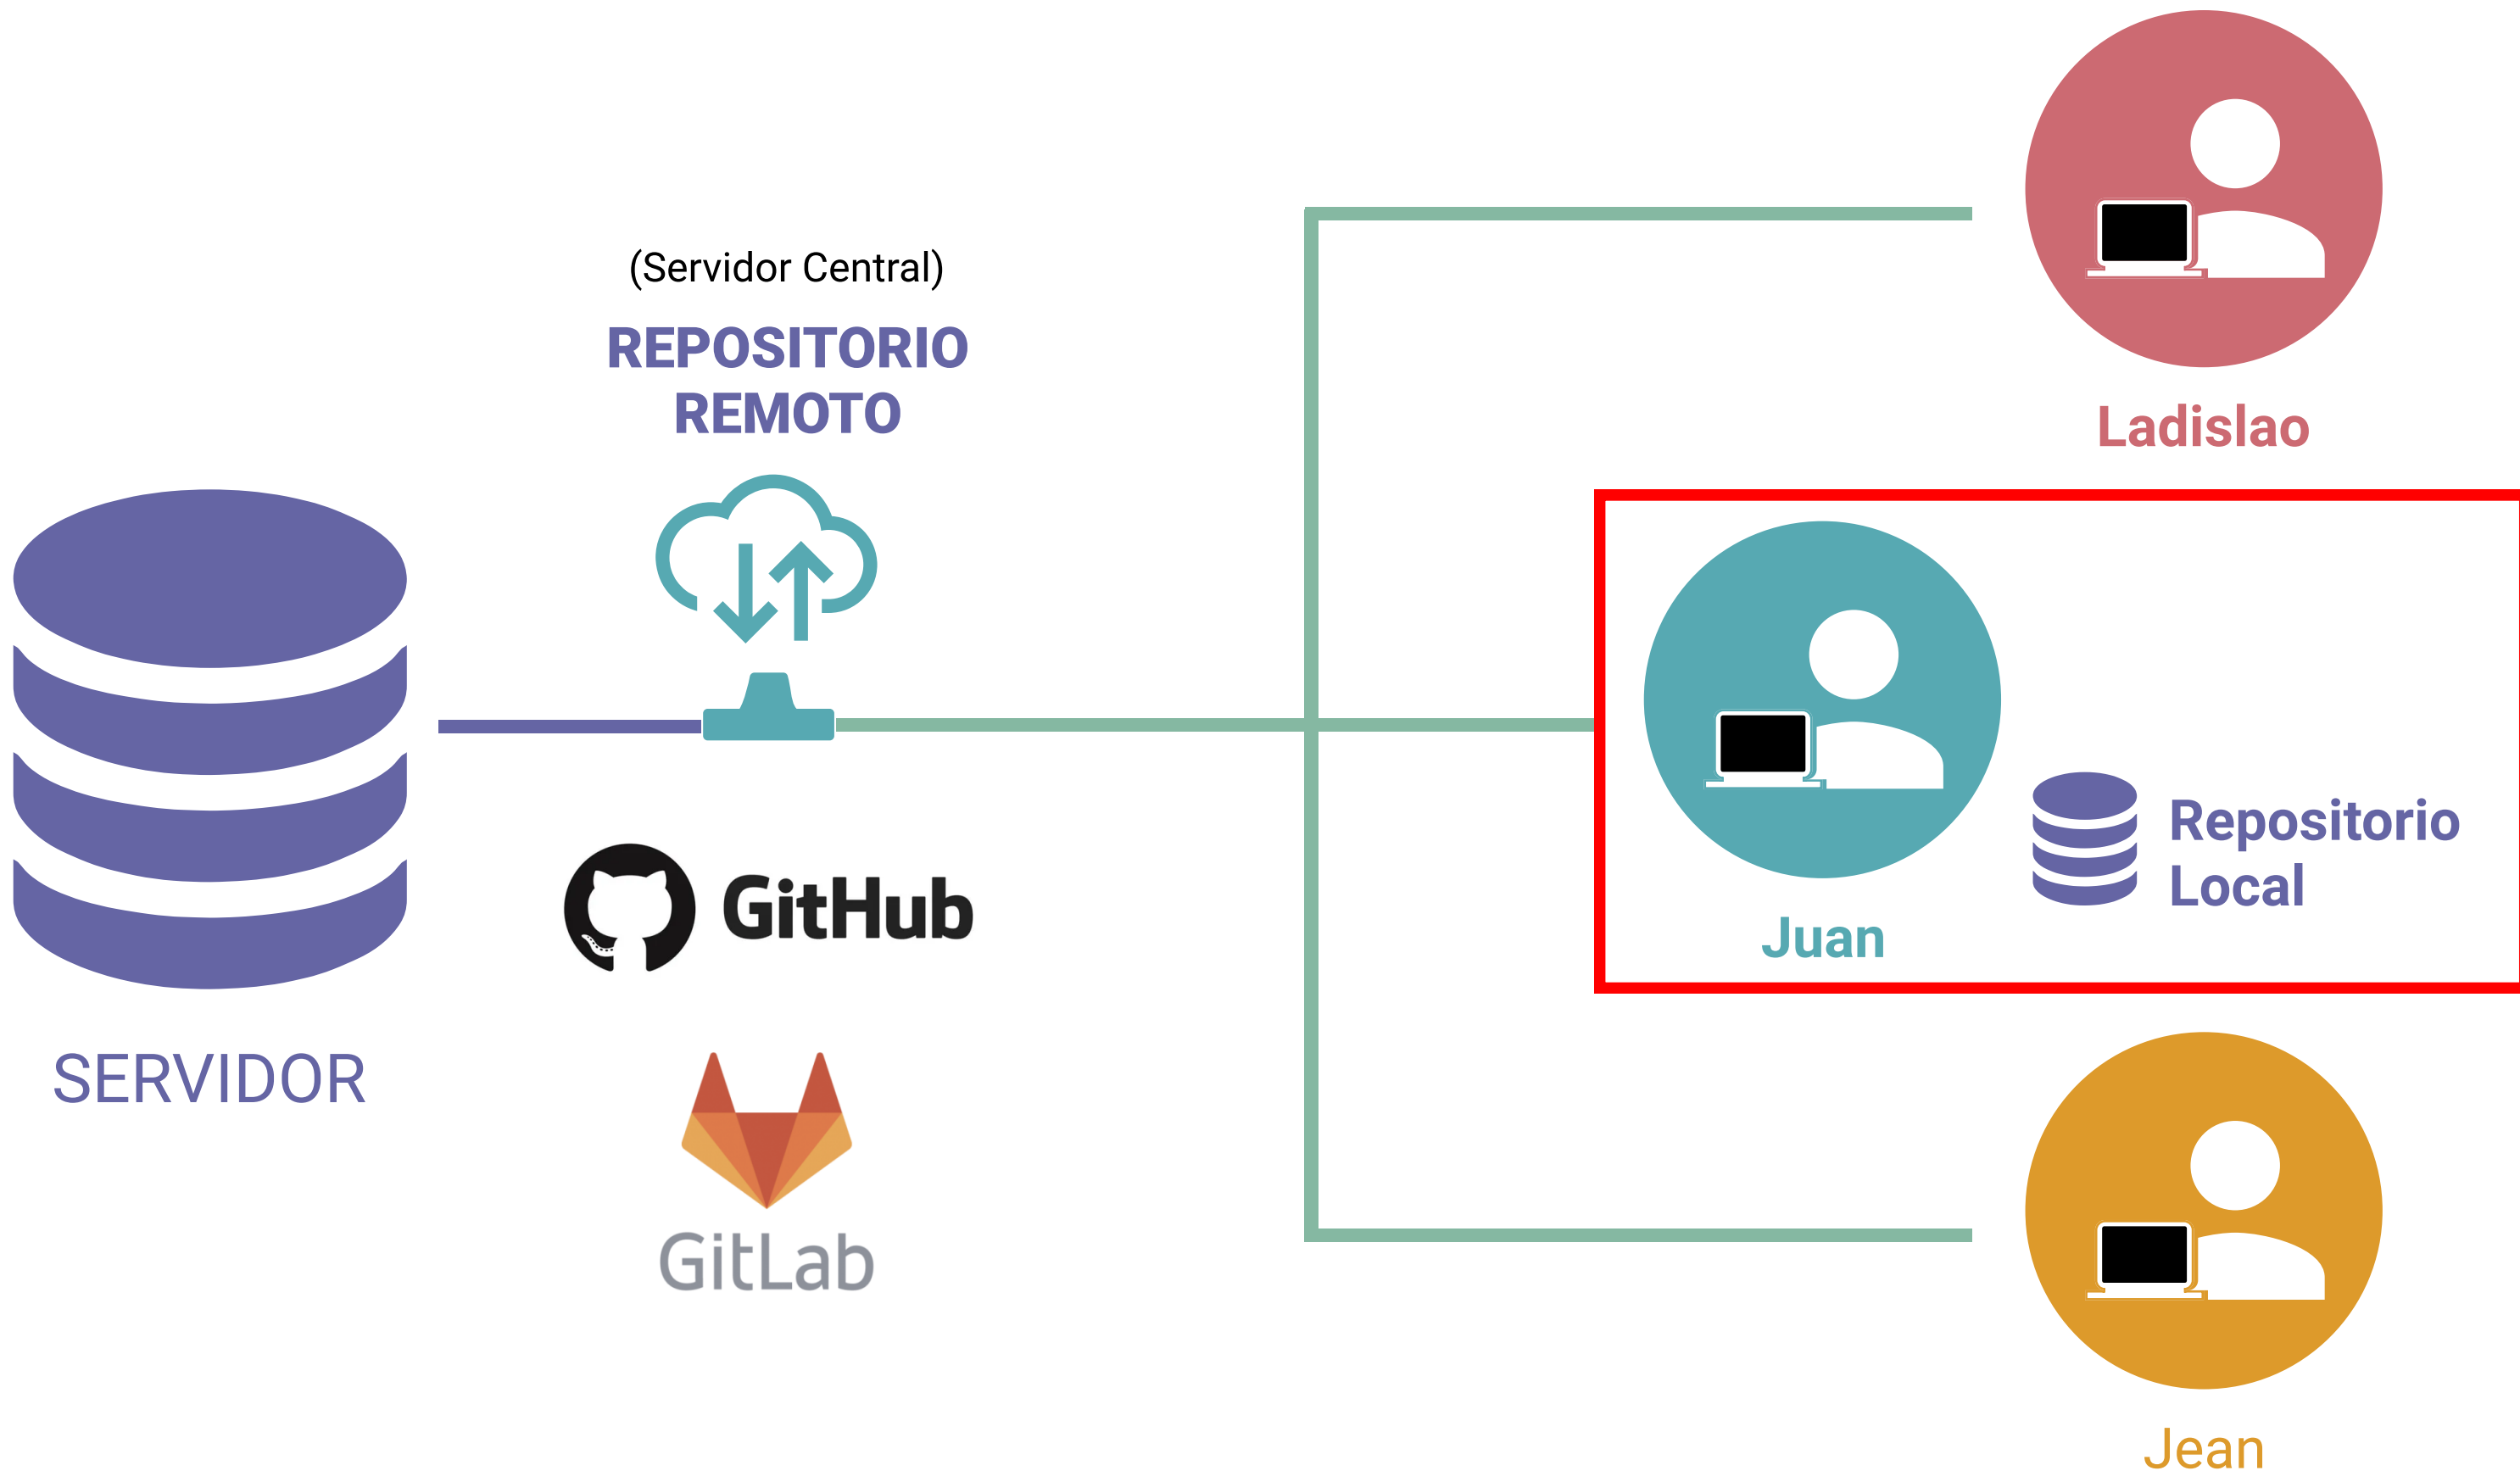 (Servidor Central)
REPOSITORIO
REMOTO
SERVIDOR
GitHub
GitLab
Ladislao
Juan
Repositorio
Local
Jean